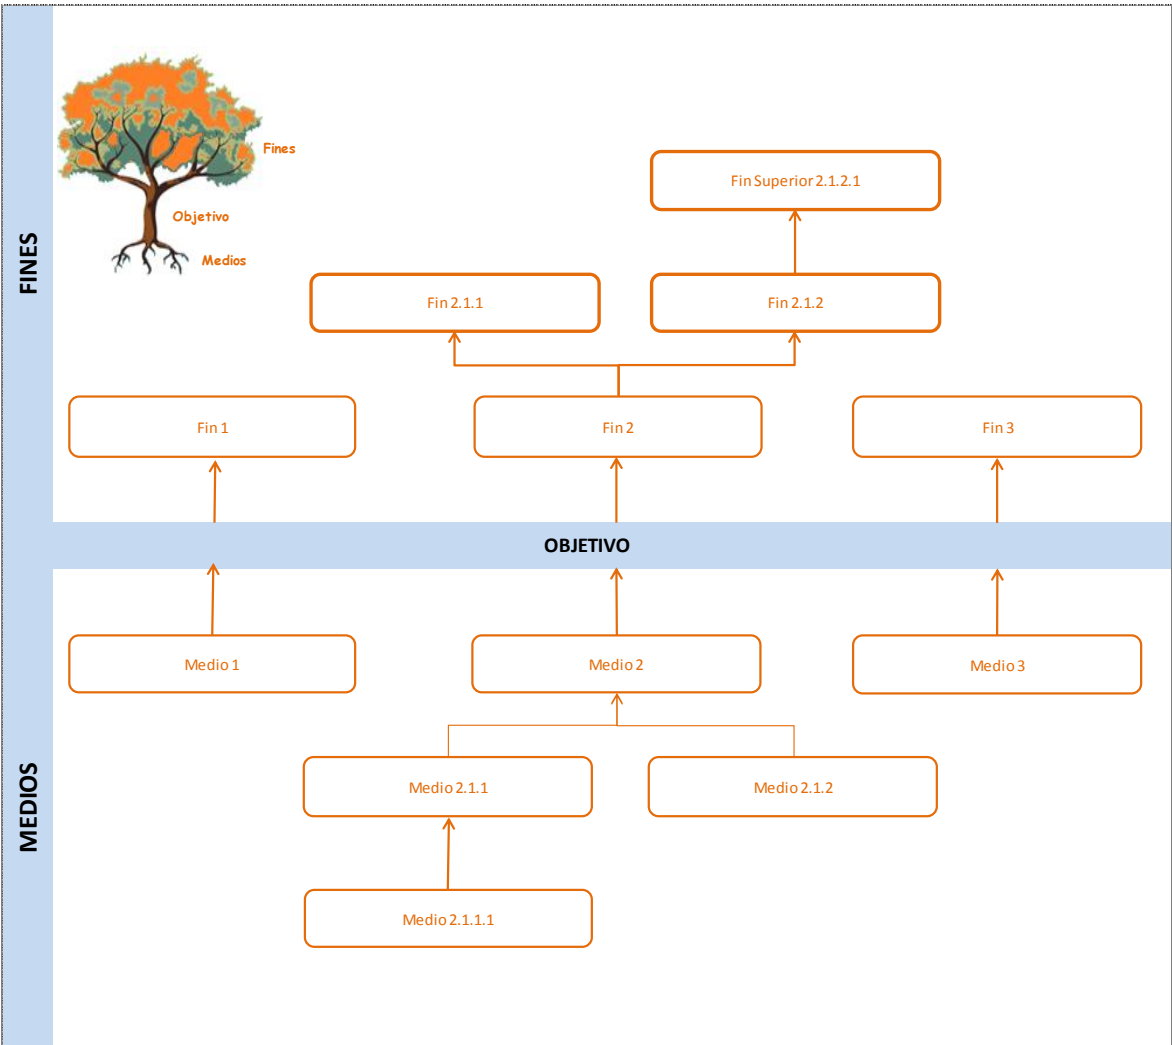 FINES
Fines
Objetivo
Medios
Fin Superior 2.1.2.1
Fin 2.1.1
Fin 2.1.2
Fin 1
Fin 2
Fin 3
OBJETIVO
MEDIOS
Medio 1
Medio 2
Medio 3
Medio 2.1.1
Medio 2.1.2
Medio 2.1.1.1